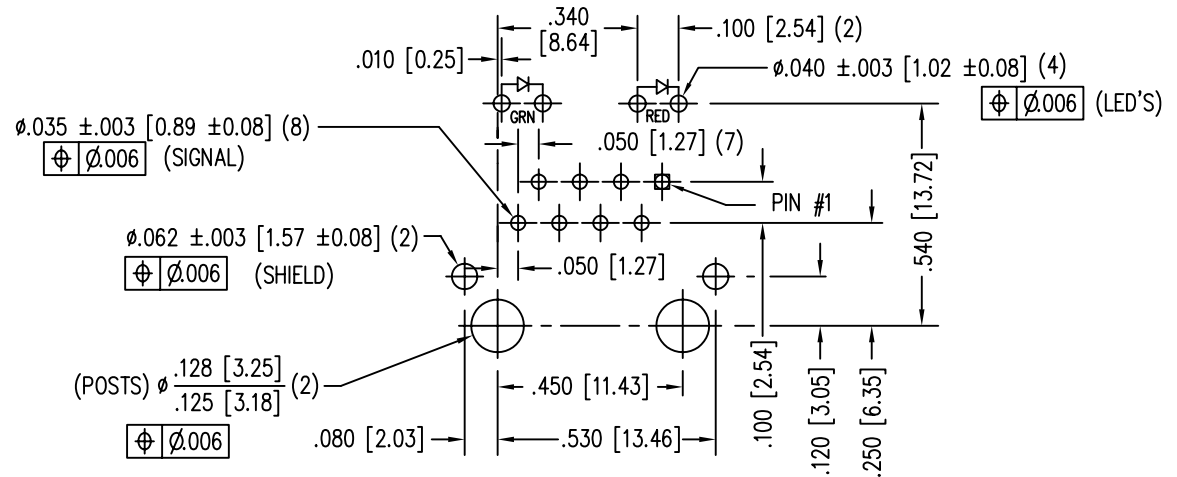 .340
[8.64]
.100 [2.54] (2)
.010 [0.25]
ø.040 ±.003 [1.02 ±0.08] (4)
⌖ Ø.006 (LED'S)
GRN
RED
ø.035 ±.003 [0.89 ±0.08] (8)
⌖ Ø.006 (SIGNAL)
.050 [1.27] (7)
PIN #1
.540 [13.72]
ø.062 ±.003 [1.57 ±0.08] (2)
⌖ Ø.006 (SHIELD)
.050 [1.27]
(POSTS) ø .128 [3.25] (2)
.125 [3.18]
⌖ Ø.006
.450 [11.43]
.080 [2.03]
.530 [13.46]
.100 [2.54]
.120 [3.05]
.250 [6.35]